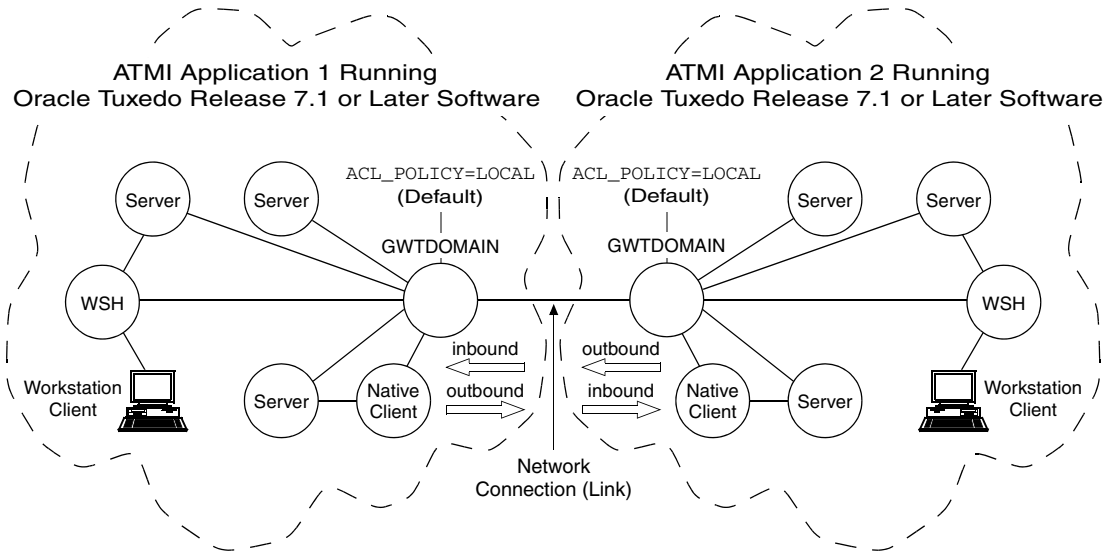 ATMI Application 1 Running
Oracle Tuxedo Release 7.1 or Later Software
ATMI Application 2 Running
Oracle Tuxedo Release 7.1 or Later Software
Server
Server
ACL_POLICY=LOCAL
(Default)
GWTDOMAIN
ACL_POLICY=LOCAL
(Default)
GWTDOMAIN
Server
Server
WSH
WSH
inbound
outbound
outbound
inbound
Workstation
Client
Server
Native
Client
Native
Client
Server
Workstation
Client
Network
Connection (Link)